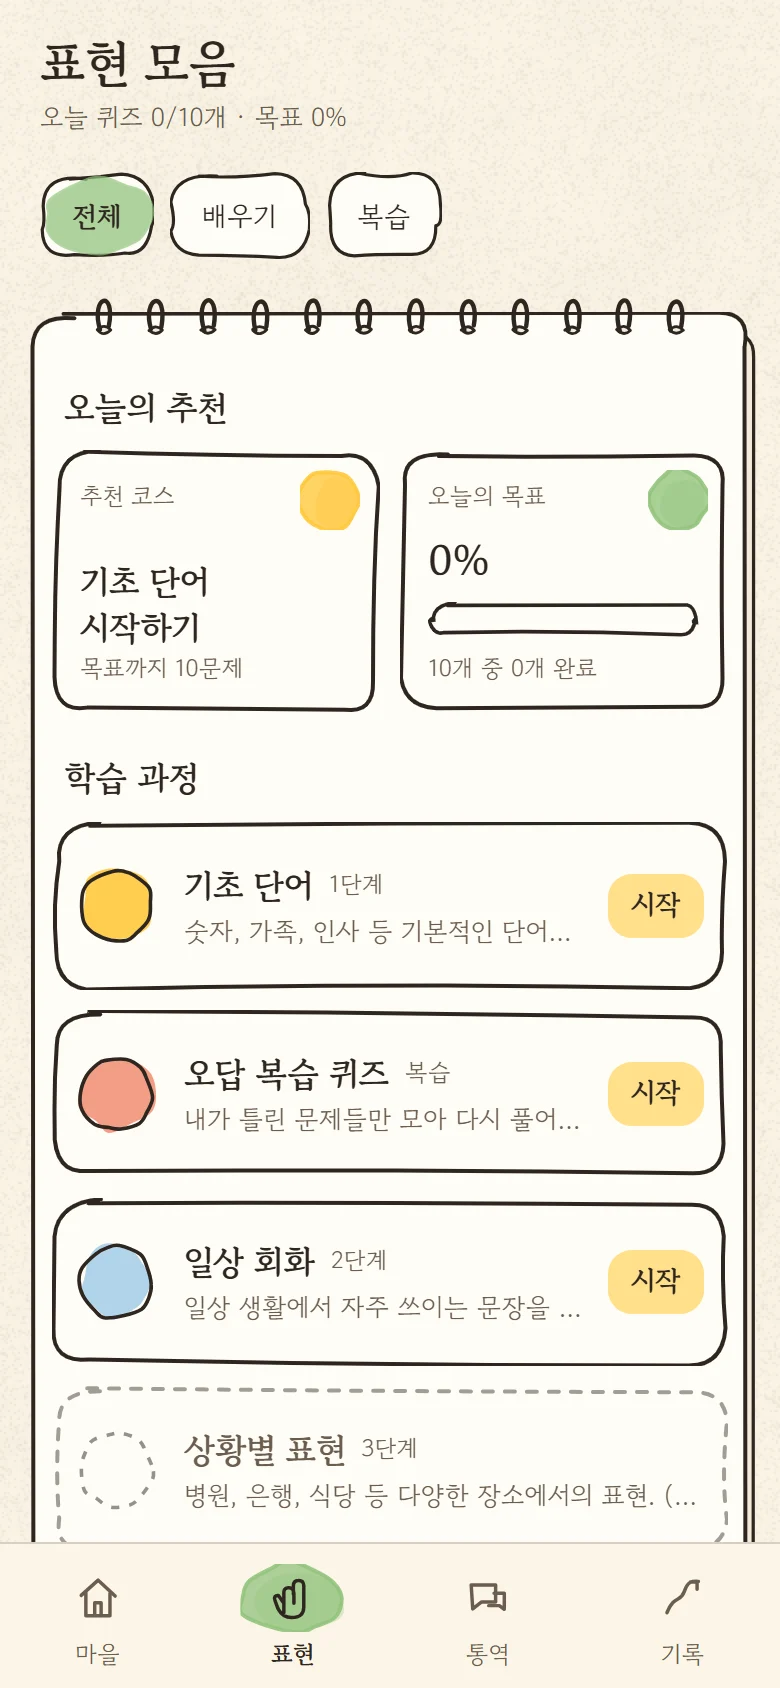 표현 모음
오늘 퀴즈 0/10개 · 목표 0%
전체 배우기 복습
오늘의 추천
추천 코스
기초 단어
시작하기
목표까지 10문제
오늘의 목표
0%
10개 중 0개 완료
학습 과정
기초 단어 1단계
숫자, 가족, 인사 등 기본적인 단어...
시작
오답 복습 퀴즈 복습
내가 틀린 문제들만 모아 다시 풀어...
시작
일상 회화 2단계
일상 생활에서 자주 쓰이는 문장을 ...
시작
상황별 표현 3단계
병원, 은행, 식당 등 다양한 장소에서의 표현. (...
마을 표현 통역 기록